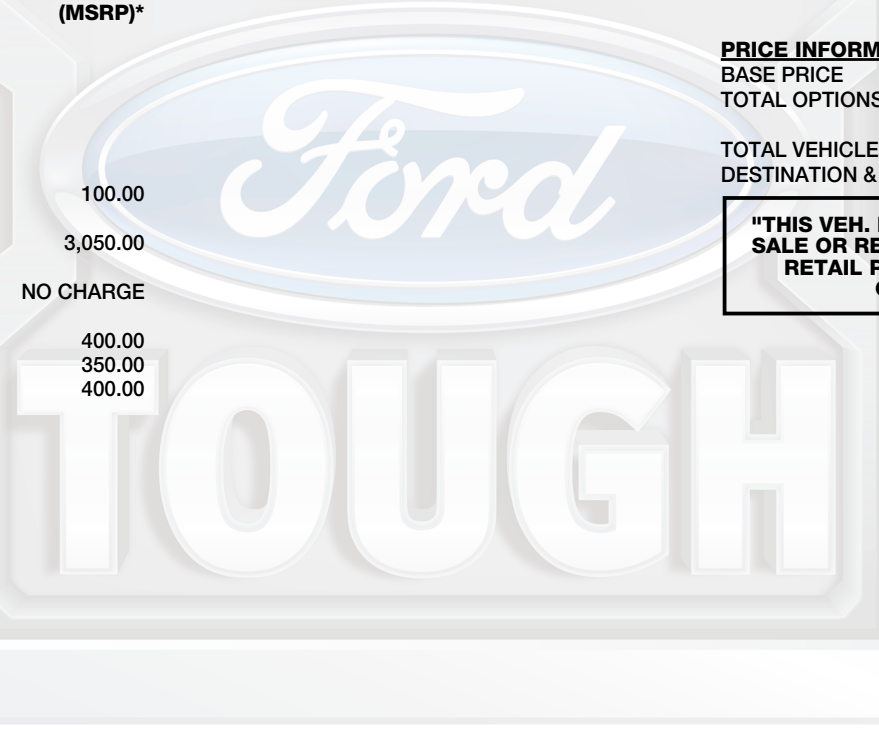 (MSRP)*
100.00
3,050.00
NO CHARGE
400.00
350.00
400.00
PRICE INFORM
BASE PRICE
TOTAL OPTIONS
TOTAL VEHICLE
DESTINATION &
"THIS VEH.
SALE OR RE
RETAIL P
Ford
TOUGH